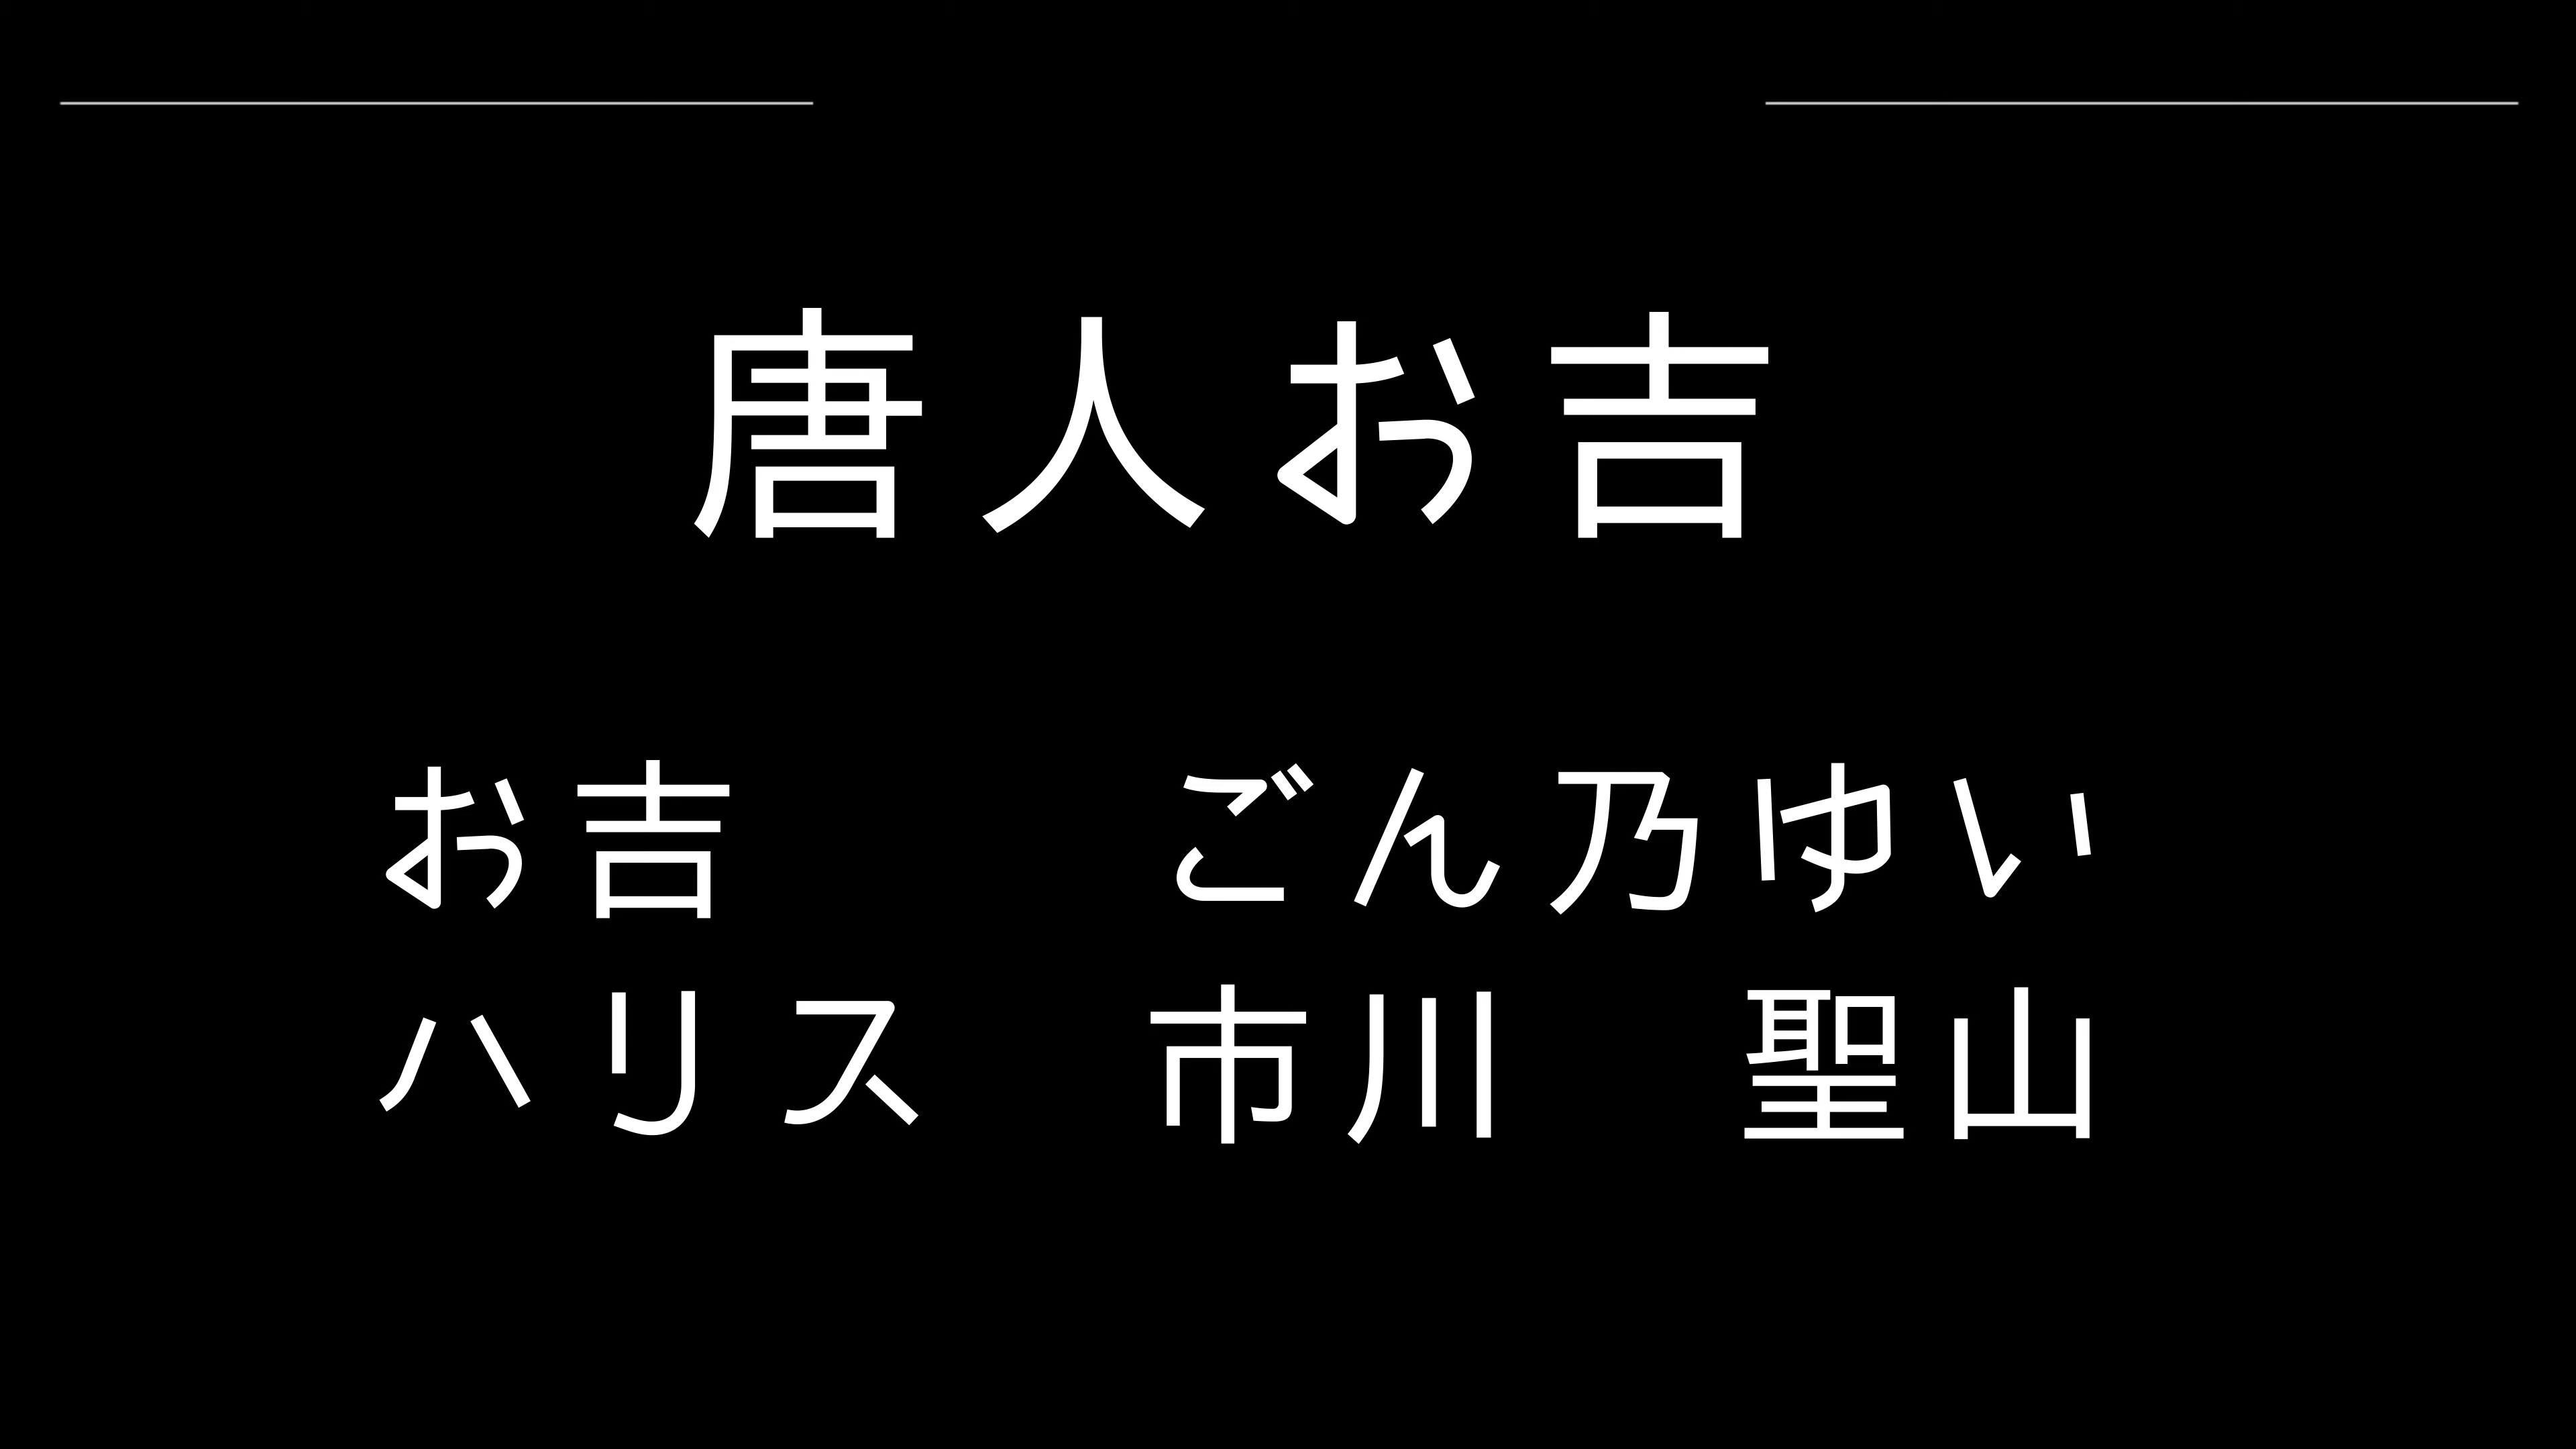 唐人お吉
お吉　　ごん乃ゆい
ハリス　市川　聖山